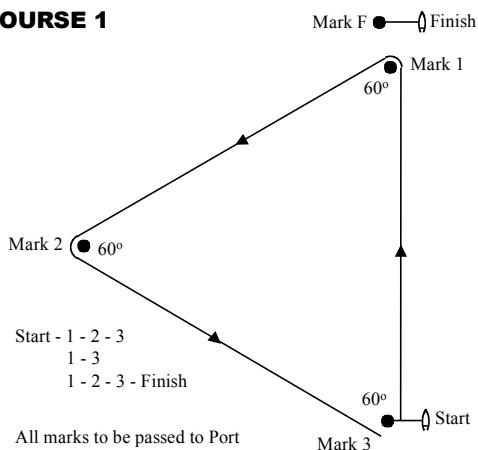 OURSE 1
Mark F Finish
Mark 1
60º
Mark 2 60º
Start - 1 - 2 - 3
1 - 3
1 - 2 - 3 - Finish
60º
Start
All marks to be passed to Port
Mark 3